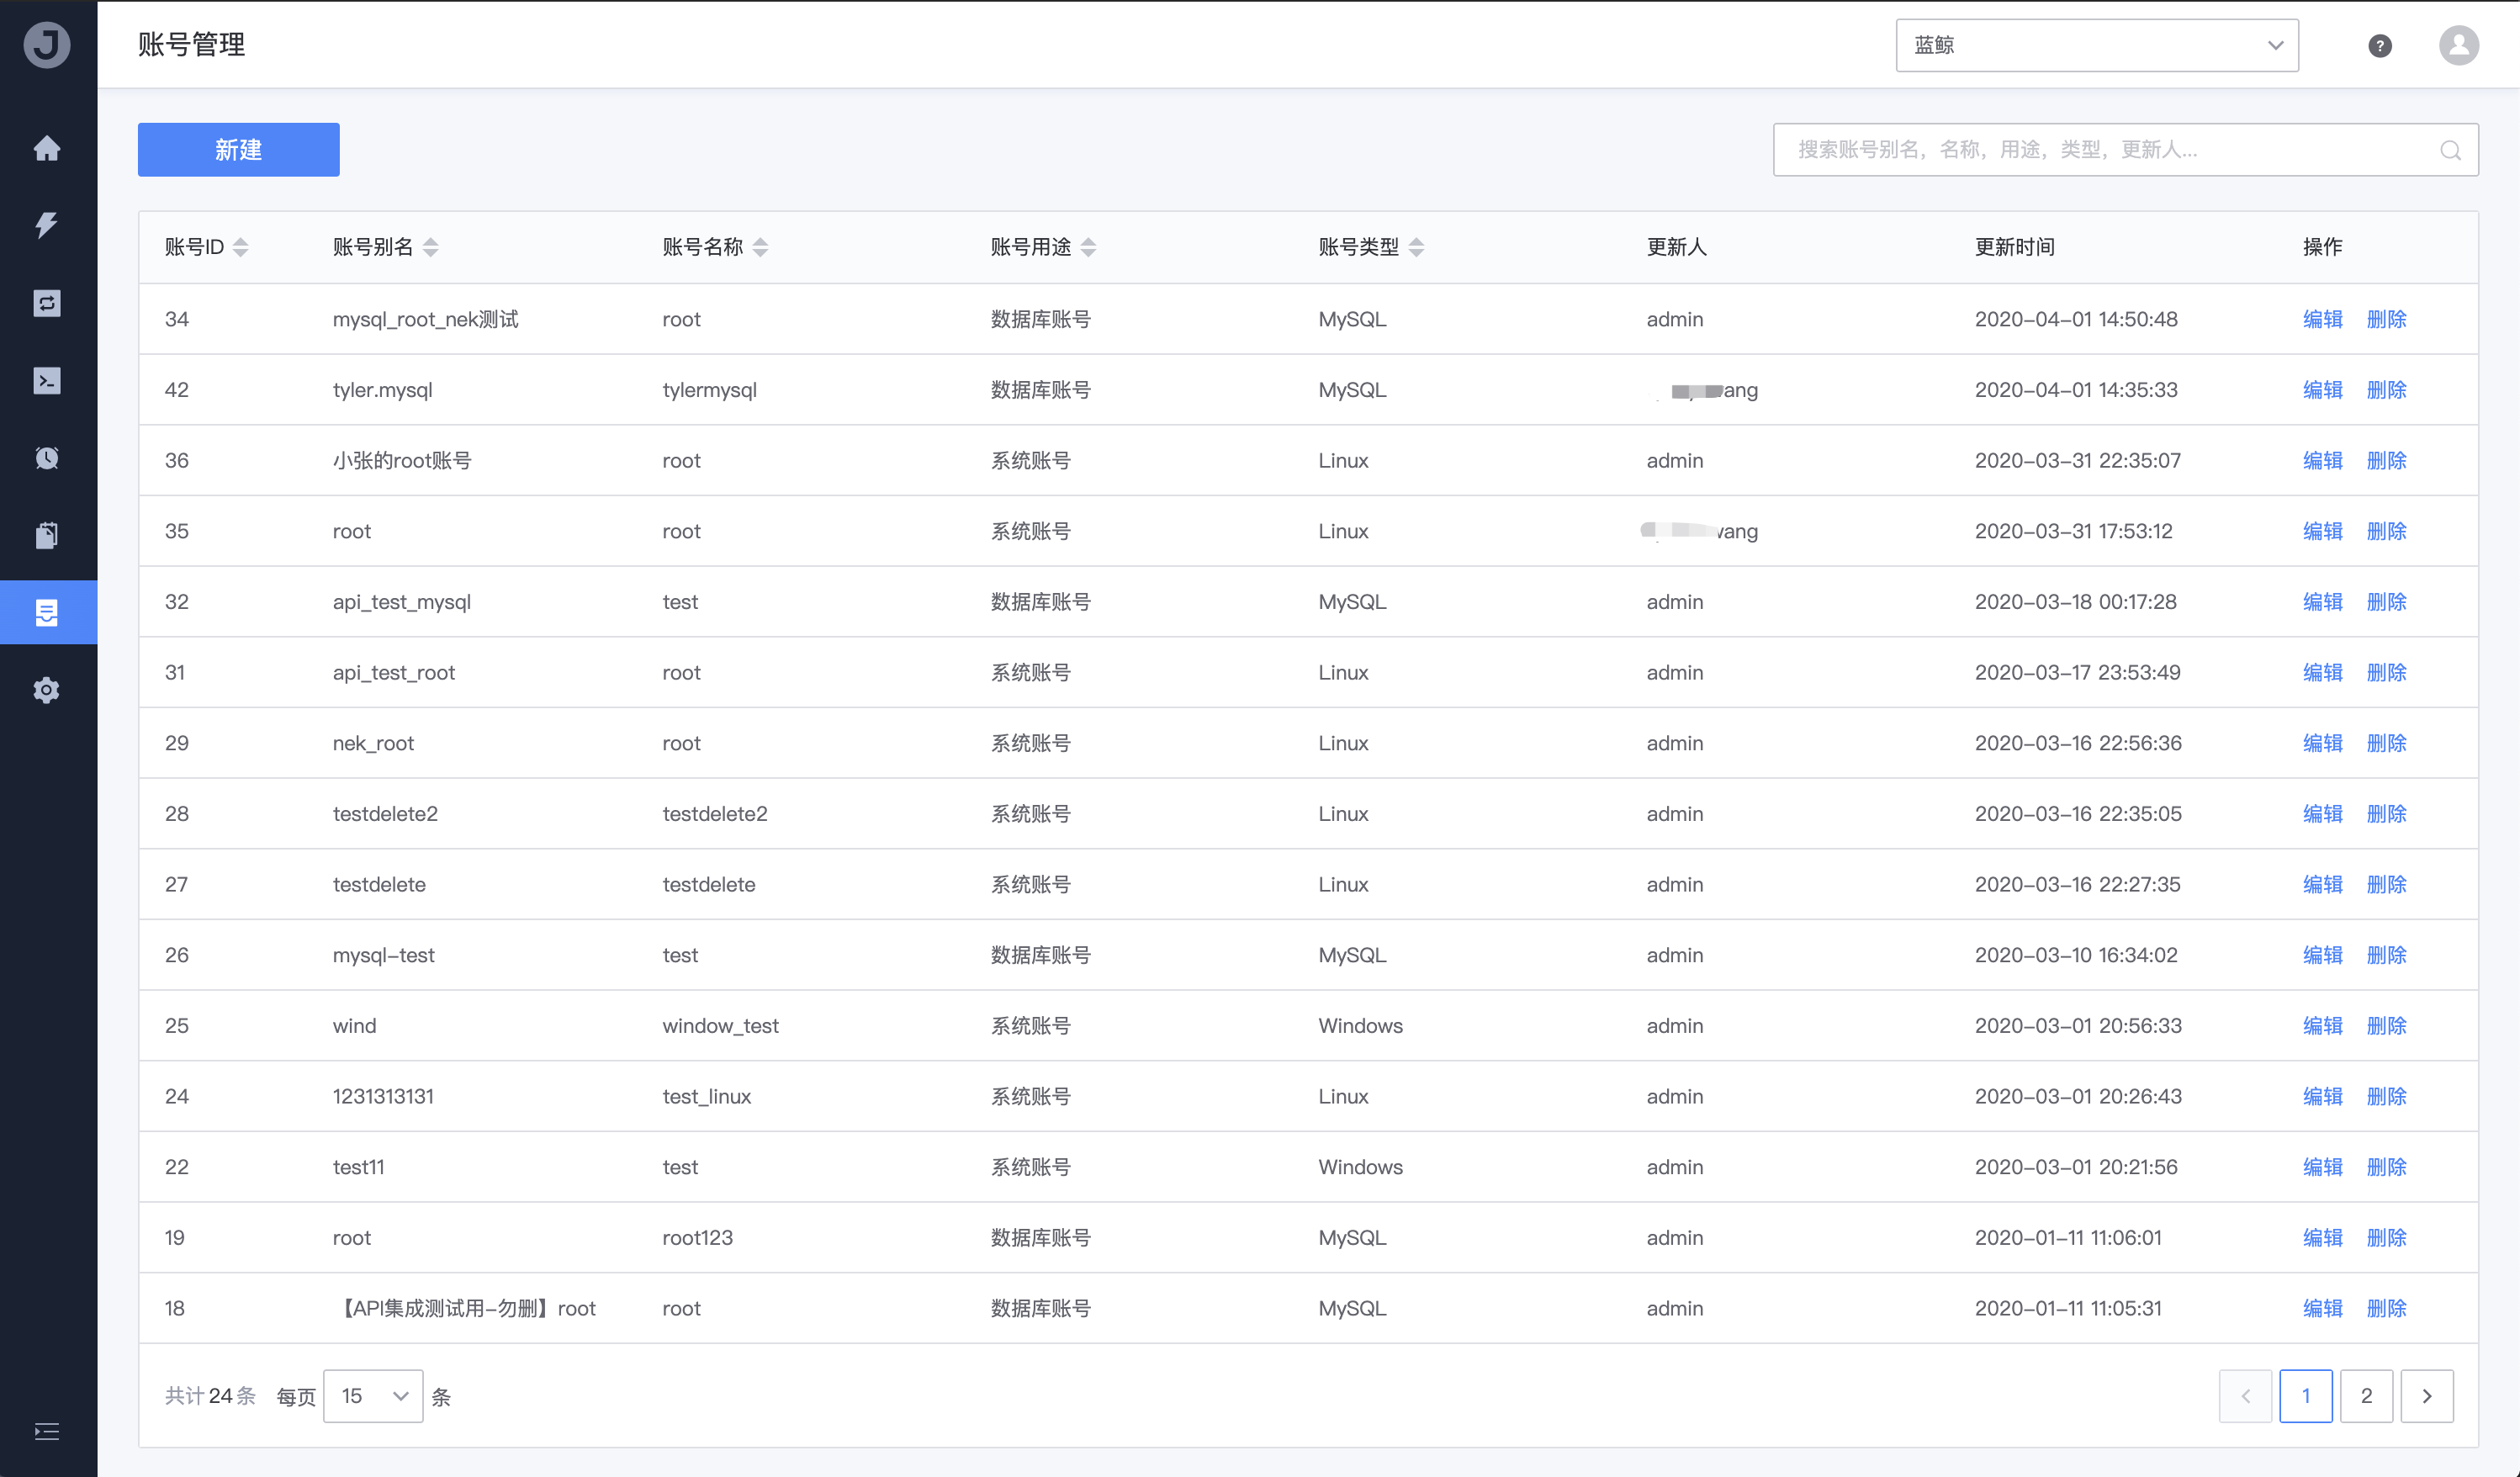 J
账号管理
蓝鲸
?
新建
搜索账号别名，名称，用途，类型，更新人...
账号ID 账号别名 账号名称 账号用途 账号类型 更新人 更新时间 操作
34 mysql_root_nek测试 root 数据库账号 MySQL admin 2020-04-01 14:50:48 编辑 删除
42 tyler.mysql tylermysql 数据库账号 MySQL 2020-04-01 14:35:33 编辑 删除
36 小张的root账号 root 系统账号 Linux admin 2020-03-31 22:35:07 编辑 删除
35 root root 系统账号 Linux 2020-03-31 17:53:12 编辑 删除
32 api_test_mysql test 数据库账号 MySQL admin 2020-03-18 00:17:28 编辑 删除
31 api_test_root root 系统账号 Linux admin 2020-03-17 23:53:49 编辑 删除
29 nek_root root 系统账号 Linux admin 2020-03-16 22:56:36 编辑 删除
28 testdelete2 testdelete2 系统账号 Linux admin 2020-03-16 22:35:05 编辑 删除
27 testdelete testdelete 系统账号 Linux admin 2020-03-16 22:27:35 编辑 删除
26 mysql-test test 数据库账号 MySQL admin 2020-03-10 16:34:02 编辑 删除
25 wind window_test 系统账号 Windows admin 2020-03-01 20:56:33 编辑 删除
24 1231313131 test_linux 系统账号 Linux admin 2020-03-01 20:26:43 编辑 删除
22 test11 test 系统账号 Windows admin 2020-03-01 20:21:56 编辑 删除
19 root root123 数据库账号 MySQL admin 2020-01-11 11:06:01 编辑 删除
18 【API集成测试用-勿删】root root 数据库账号 MySQL admin 2020-01-11 11:05:31 编辑 删除
共计24条 每页 15 条 1 2